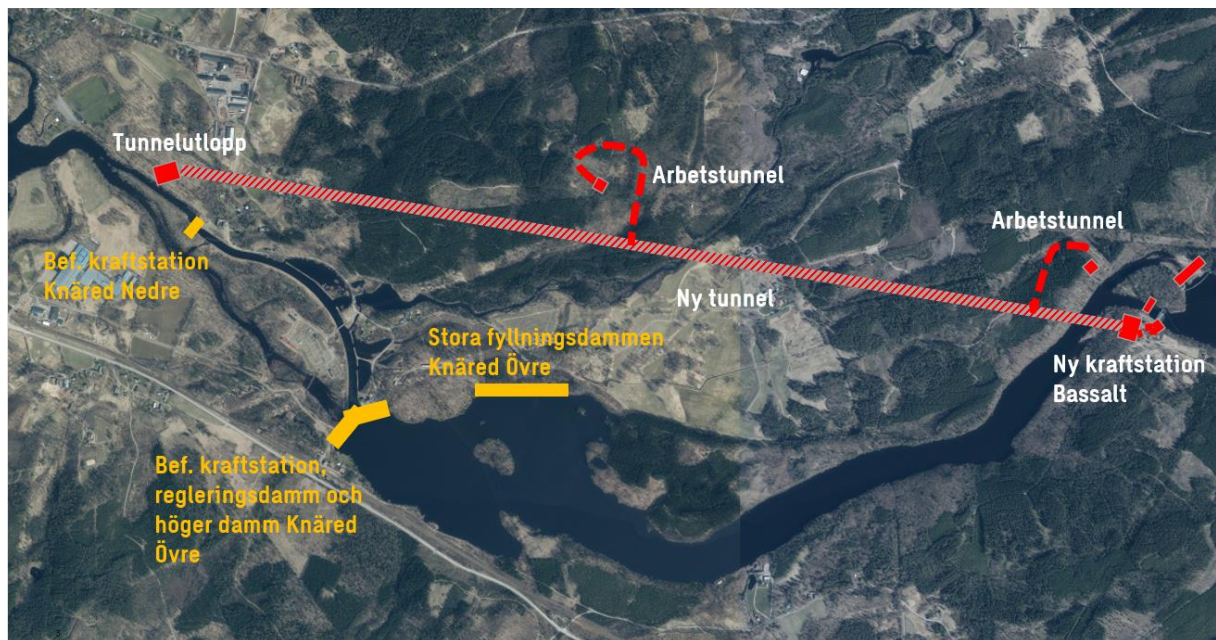 Tunnelutlopp
Arbetstunnel
Arbetstunnel
Bef. kraftstation
Knäred Nedre
Ny tunnel
Stora fyllningsdammen
Knäred Övre
Ny kraftstation
Bassalt
Bef. kraftstation,
regleringsdamm och
höger damm Knäred
Övre